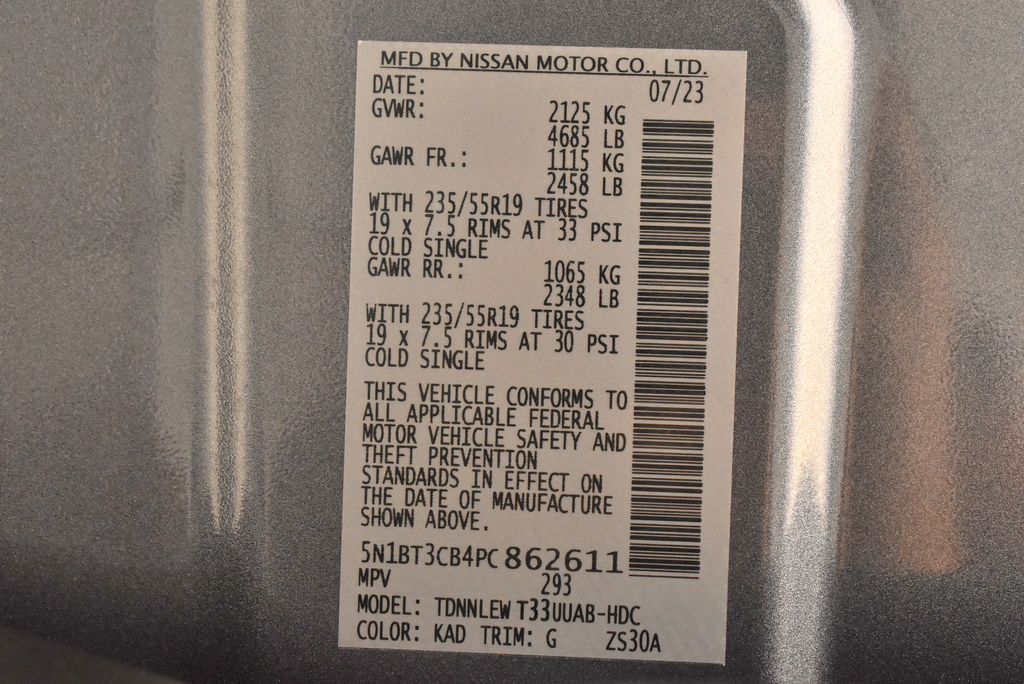 MFD BY NISSAN MOTOR CO., LTD.
DATE: 07/23
GVWR: 2125 KG
4685 LB
GAWR FR.: 1115 KG
2458 LB
WITH 235/55R19 TIRES
19 x 7.5 RIMS AT 33 PSI
COLD SINGLE
GAWR RR.: 1065 KG
2348 LB
WITH 235/55R19 TIRES
19 x 7.5 RIMS AT 30 PSI
COLD SINGLE
THIS VEHICLE CONFORMS TO
ALL APPLICABLE FEDERAL
MOTOR VEHICLE SAFETY AND
THEFT PREVENTION
STANDARDS IN EFFECT ON
THE DATE OF MANUFACTURE
SHOWN ABOVE.
5N1BT3CB4PC862611
MPV 293
MODEL: TDNNLEW T33UUAB-HDC
COLOR: KAD TRIM: G ZS30A